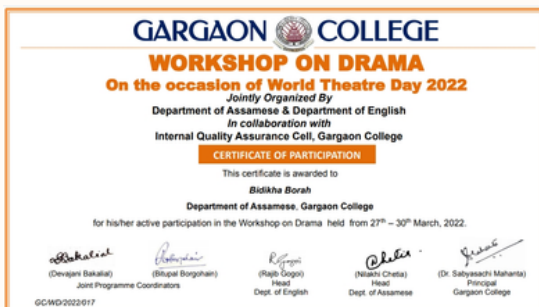 GARGAON COLLEGE
WORKSHOP ON DRAMA
On the occasion of World Theatre Day 2022
Jointly Organized By
Department of Assamese & Department of English
In collaboration with
Internal Quality Assurance Cell, Gargaon College
CERTIFICATE OF PARTICIPATION
This certificate is awarded to
Bidikha Borah
Department of Assamese, Gargaon College
for his/her active participation in the Workshop on Drama held from 27th – 30th March, 2022.
(Devajani Bakalial) (Bitupal Borgohain) (Rajib Gogoi) (Nilakhi Chetia) (Dr. Sabyasachi Mahanta)
Joint Programme Coordinators Head Head Principal
Dept. of English Dept. of Assamese Gargaon College
GC/WD/2022/017